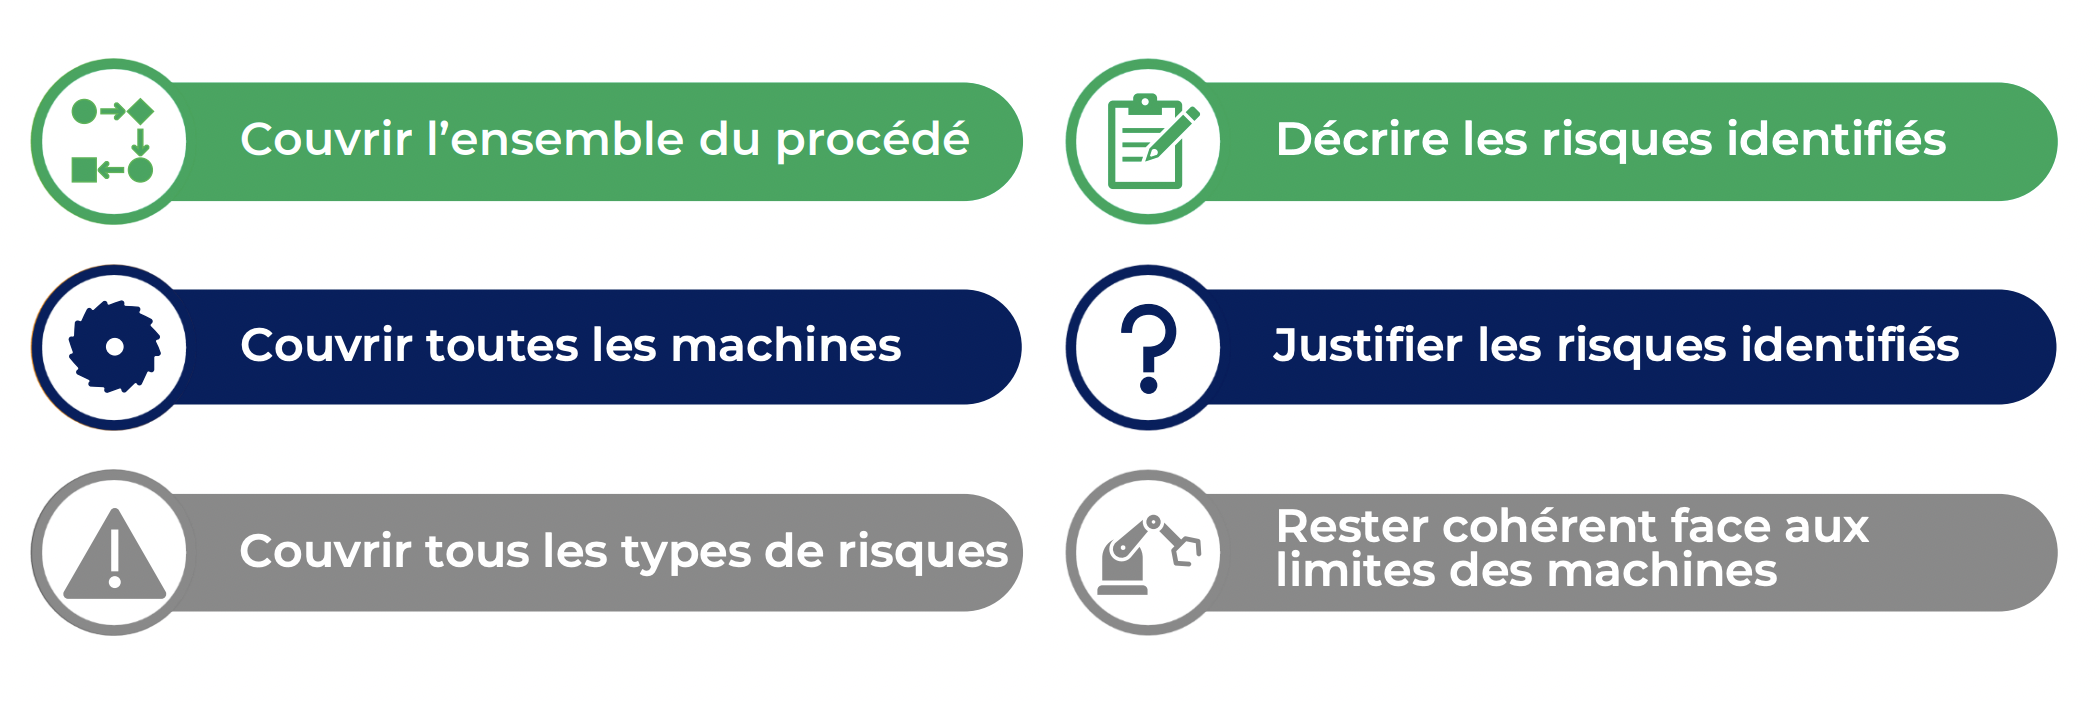 Couvrir l’ensemble du procédé
Couvrir toutes les machines
Couvrir tous les types de risques
Décrire les risques identifiés
Justifier les risques identifiés
Rester cohérent face aux
limites des machines